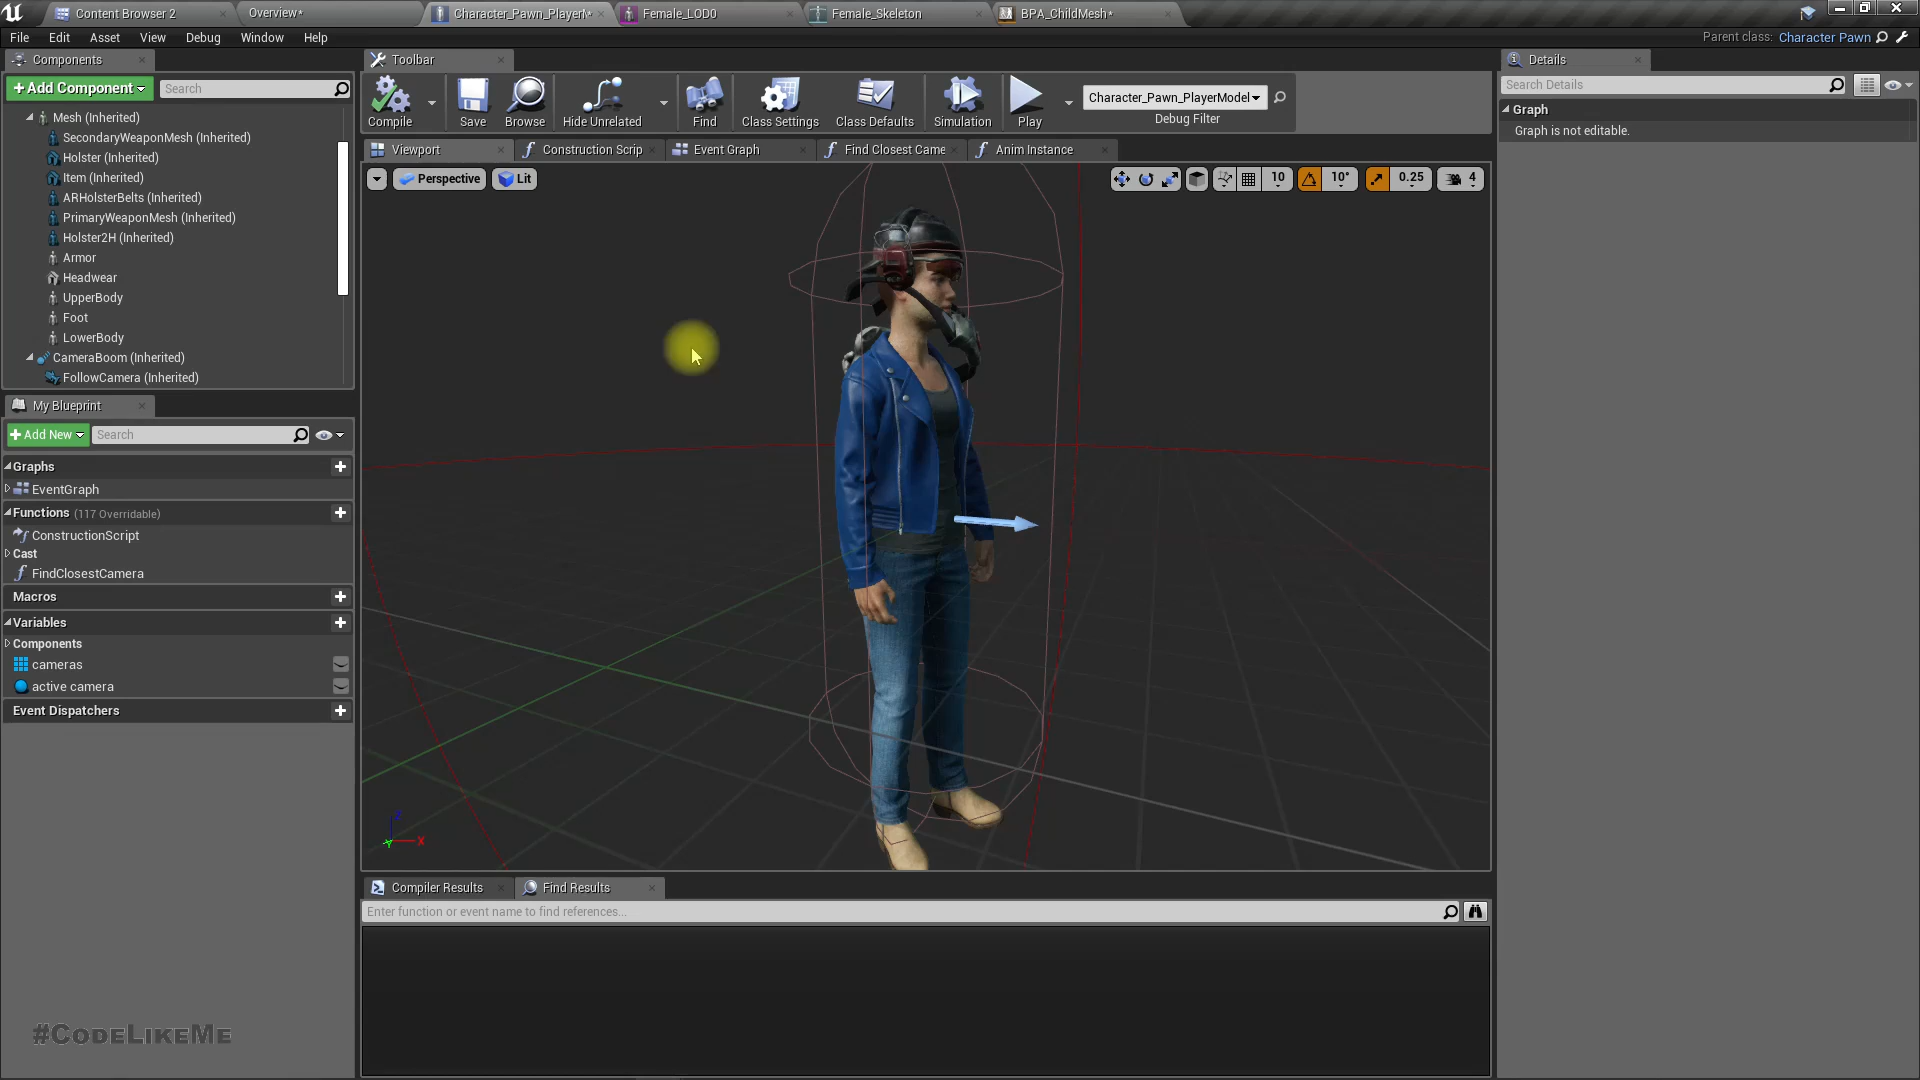 Content Browser 2
Overview*
Character_Pawn_PlayerM*
Female_LOD0
Female_Skeleton
BPA_ChildMesh*
File Edit Asset View Debug Window Help
Parent class: Character Pawn
Components
Toolbar
Details
+ Add Component
Search
Search Details
Compile
Save
Browse
Hide Unrelated
Find
Class Settings
Class Defaults
Simulation
Play
Character_Pawn_PlayerModel
Debug Filter
Graph
Graph is not editable.
Mesh (Inherited)
SecondaryWeaponMesh (Inherited)
Holster (Inherited)
Item (Inherited)
ARHolsterBelts (Inherited)
PrimaryWeaponMesh (Inherited)
Holster2H (Inherited)
Armor
Headwear
UpperBody
Foot
LowerBody
CameraBoom (Inherited)
FollowCamera (Inherited)
Viewport
Construction Scrip
Event Graph
Find Closest Came
Anim Instance
Perspective
Lit
10
10°
0.25
4
My Blueprint
+ Add New
Search
Graphs
EventGraph
Functions (117 Overridable)
ConstructionScript
Cast
FindClosestCamera
Macros
Variables
Components
cameras
active camera
Event Dispatchers
Z
X
Y
Compiler Results
Find Results
Enter function or event name to find references...
#CodeLikeMe